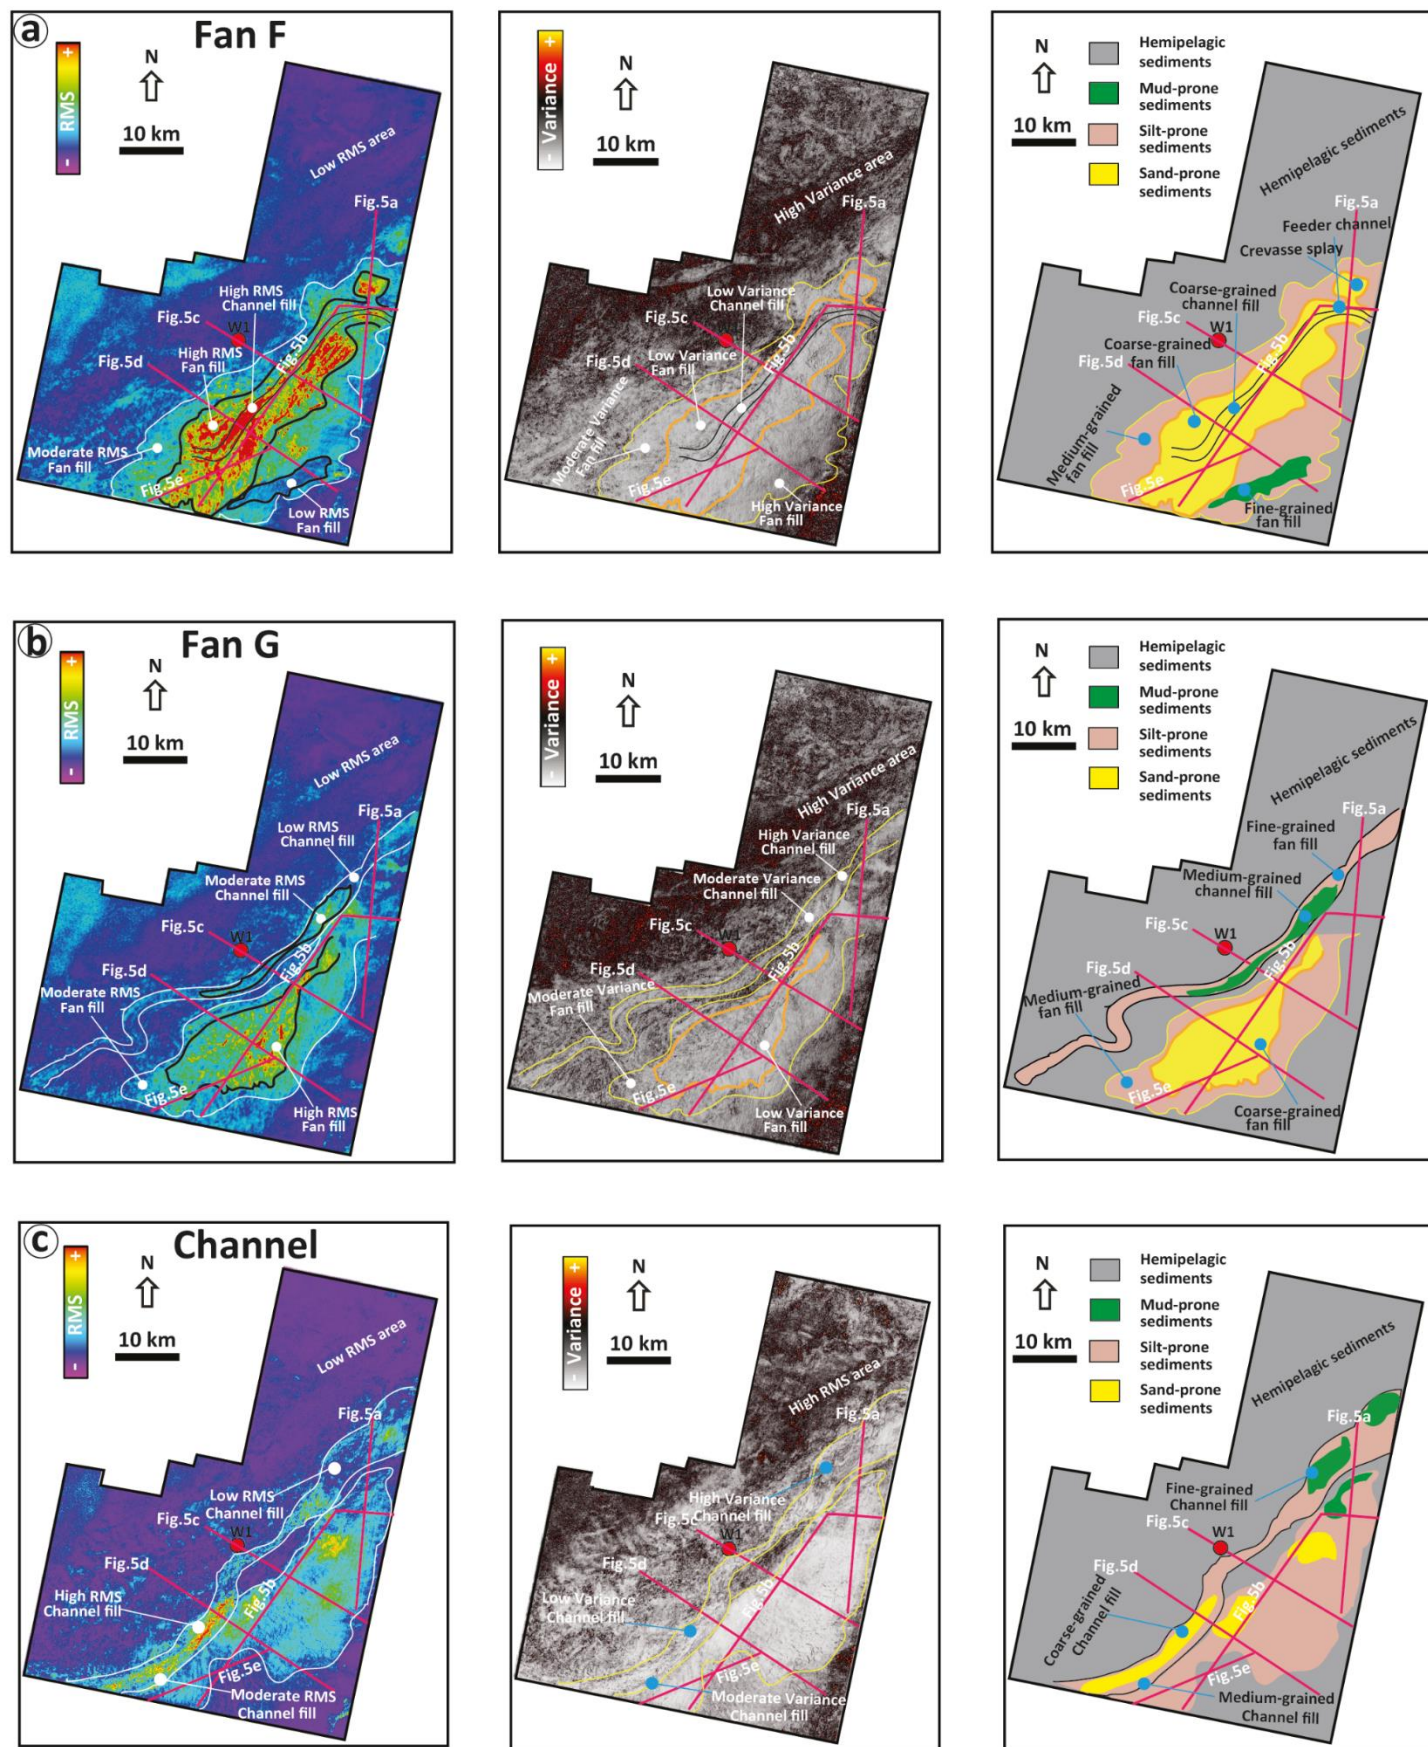 a
Fan F
+
RMS
-
N
10 km
Low RMS area
Fig.5a
High RMS
Channel fill
Fig.5c
W1
High RMS
Fan fill
Fig.5d
Fig.5b
Moderate RMS
Fan fill
Fig.5e
Low RMS
Fan fill
+
Variance
-
N
10 km
High Variance area
Fig.5a
Low Variance
Channel fill
Fig.5c
W
Low Variance
Fan fill
Fig.5d
Fig.5b
Moderate Variance
Fan fill
Fig.5e
High Variance
Fan fill
N
10 km
Hemipelagic
sediments
Mud-prone
sediments
Silt-prone
sediments
Sand-prone
sediments
Hemipelagic sediments
Fig.5a
Feeder channel
Crevasse splay
Coarse-grained
channel fill
Fig.5c
W1
Coarse-grained
fan fill
Fig.5d
Fig.5b
Medium-grained
fan fill
Fig.5e
Fine-grained
fan fill
b
Fan G
+
RMS
-
N
10 km
Low RMS area
Fig.5a
Low RMS
Channel fill
Moderate RMS
Channel fill
Fig.5c
W1
Fig.5b
Fig.5d
Moderate RMS
Fan fill
Fig.5e
High RMS
Fan fill
+
Variance
-
N
10 km
High Variance area
Fig.5a
High Variance
Channel fill
Moderate Variance
Channel fill
Fig.5c
W1
Fig.5b
Fig.5d
Moderate Variance
Fan fill
Fig.5e
Low Variance
Fan fill
N
10 km
Hemipelagic
sediments
Mud-prone
sediments
Silt-prone
sediments
Sand-prone
sediments
Hemipelagic sediments
Fig.5a
Fine-grained
fan fill
Medium-grained
channel fill
Fig.5c
W1
Fig.5b
Fig.5d
Medium-grained
fan fill
Fig.5e
Coarse-grained
fan fill
c
Channel
+
RMS
-
N
10 km
Low RMS area
Fig.5a
Low RMS
Channel fill
Fig.5c
W1
Fig.5d
High RMS
Channel fill
Fig.5b
Fig.5e
Moderate RMS
Channel fill
+
Variance
-
N
10 km
High RMS area
Fig.5a
High Variance
Channel fill
Fig.5c
W1
Fig.5d
Low Variance
Channel fill
Fig.5b
Fig.5e
Moderate Variance
Channel fill
N
10 km
Hemipelagic
sediments
Mud-prone
sediments
Silt-prone
sediments
Sand-prone
sediments
Hemipelagic sediments
Fig.5a
Fine-grained
Channel fill
Fig.5c
W1
Fig.5d
Coarse-grained
Channel fill
Fig.5b
Fig.5e
Medium-grained
Channel fill